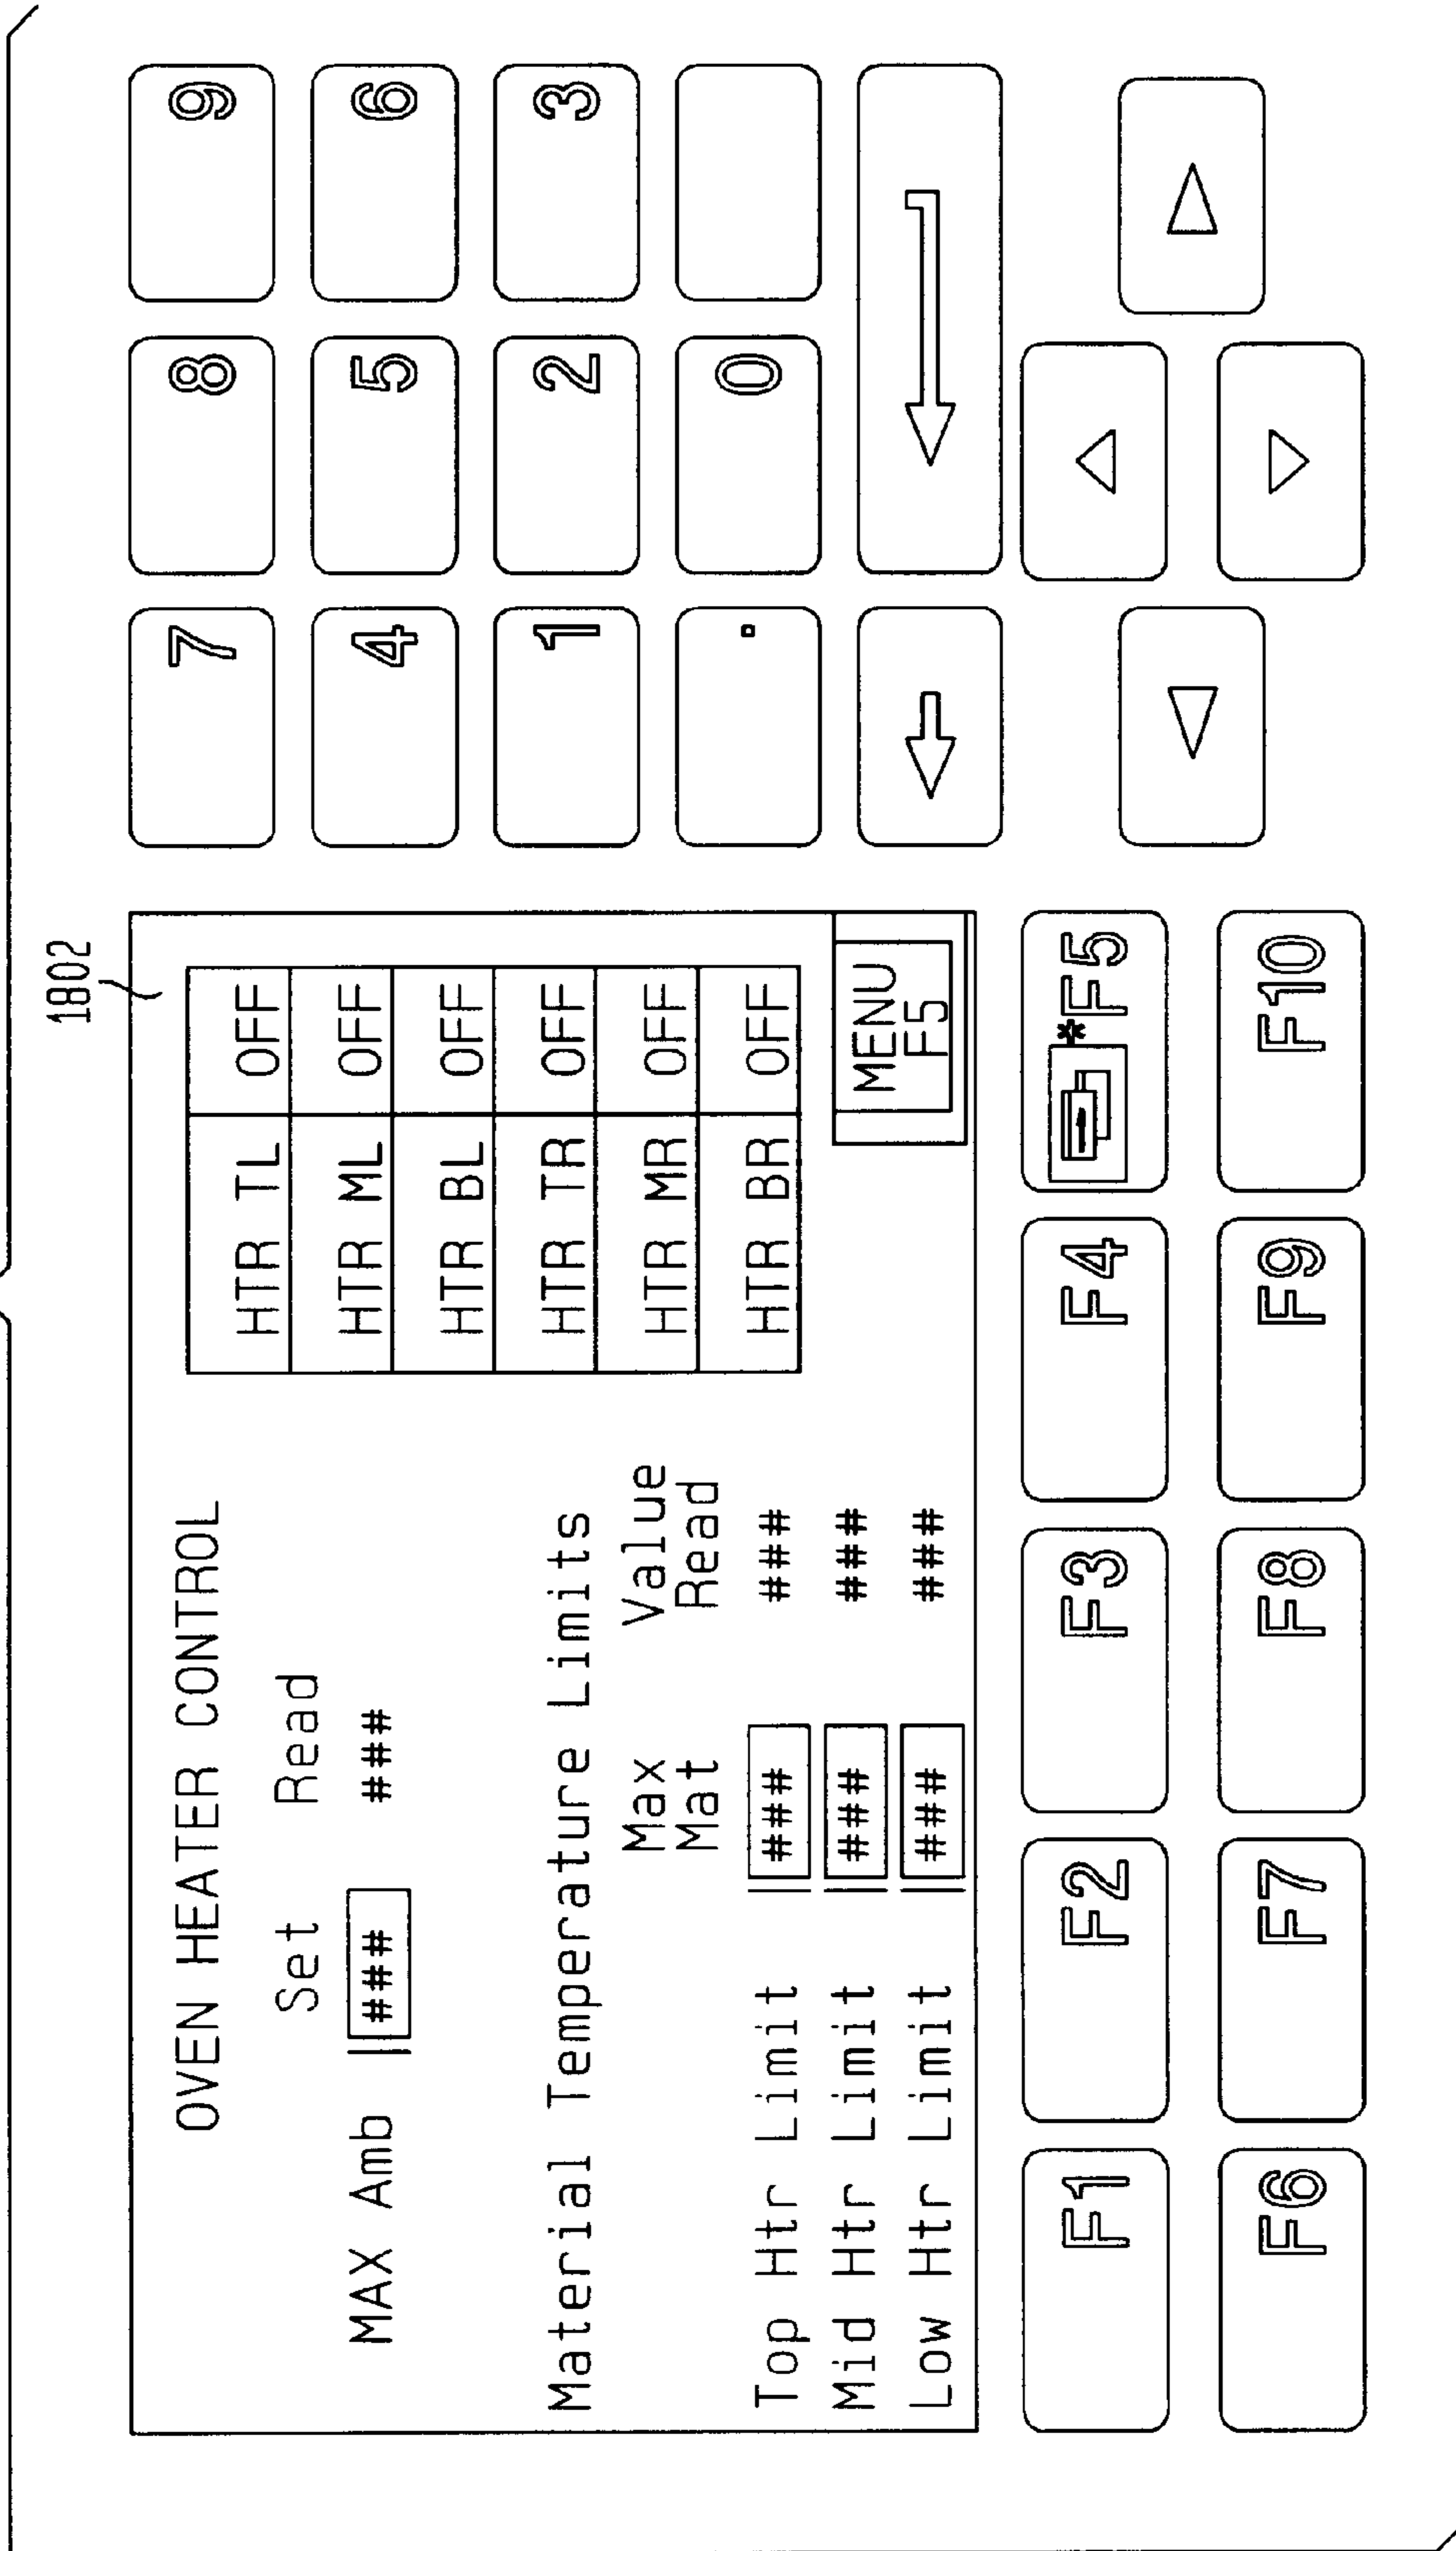 1802
OVEN HEATER CONTROL
Set Read
MAX Amb ### ###
Material Temperature Limits
Max Value
Mat Read
Top Htr Limit ### ###
Mid Htr Limit ### ###
Low Htr Limit ### ###
HTR TL OFF
HTR ML OFF
HTR BL OFF
HTR TR OFF
HTR MR OFF
HTR BR OFF
MENU
F5
7 8 9
4 5 6
1 2 3
. 0
F1 F2 F3 F4 *F5
F6 F7 F8 F9 F10